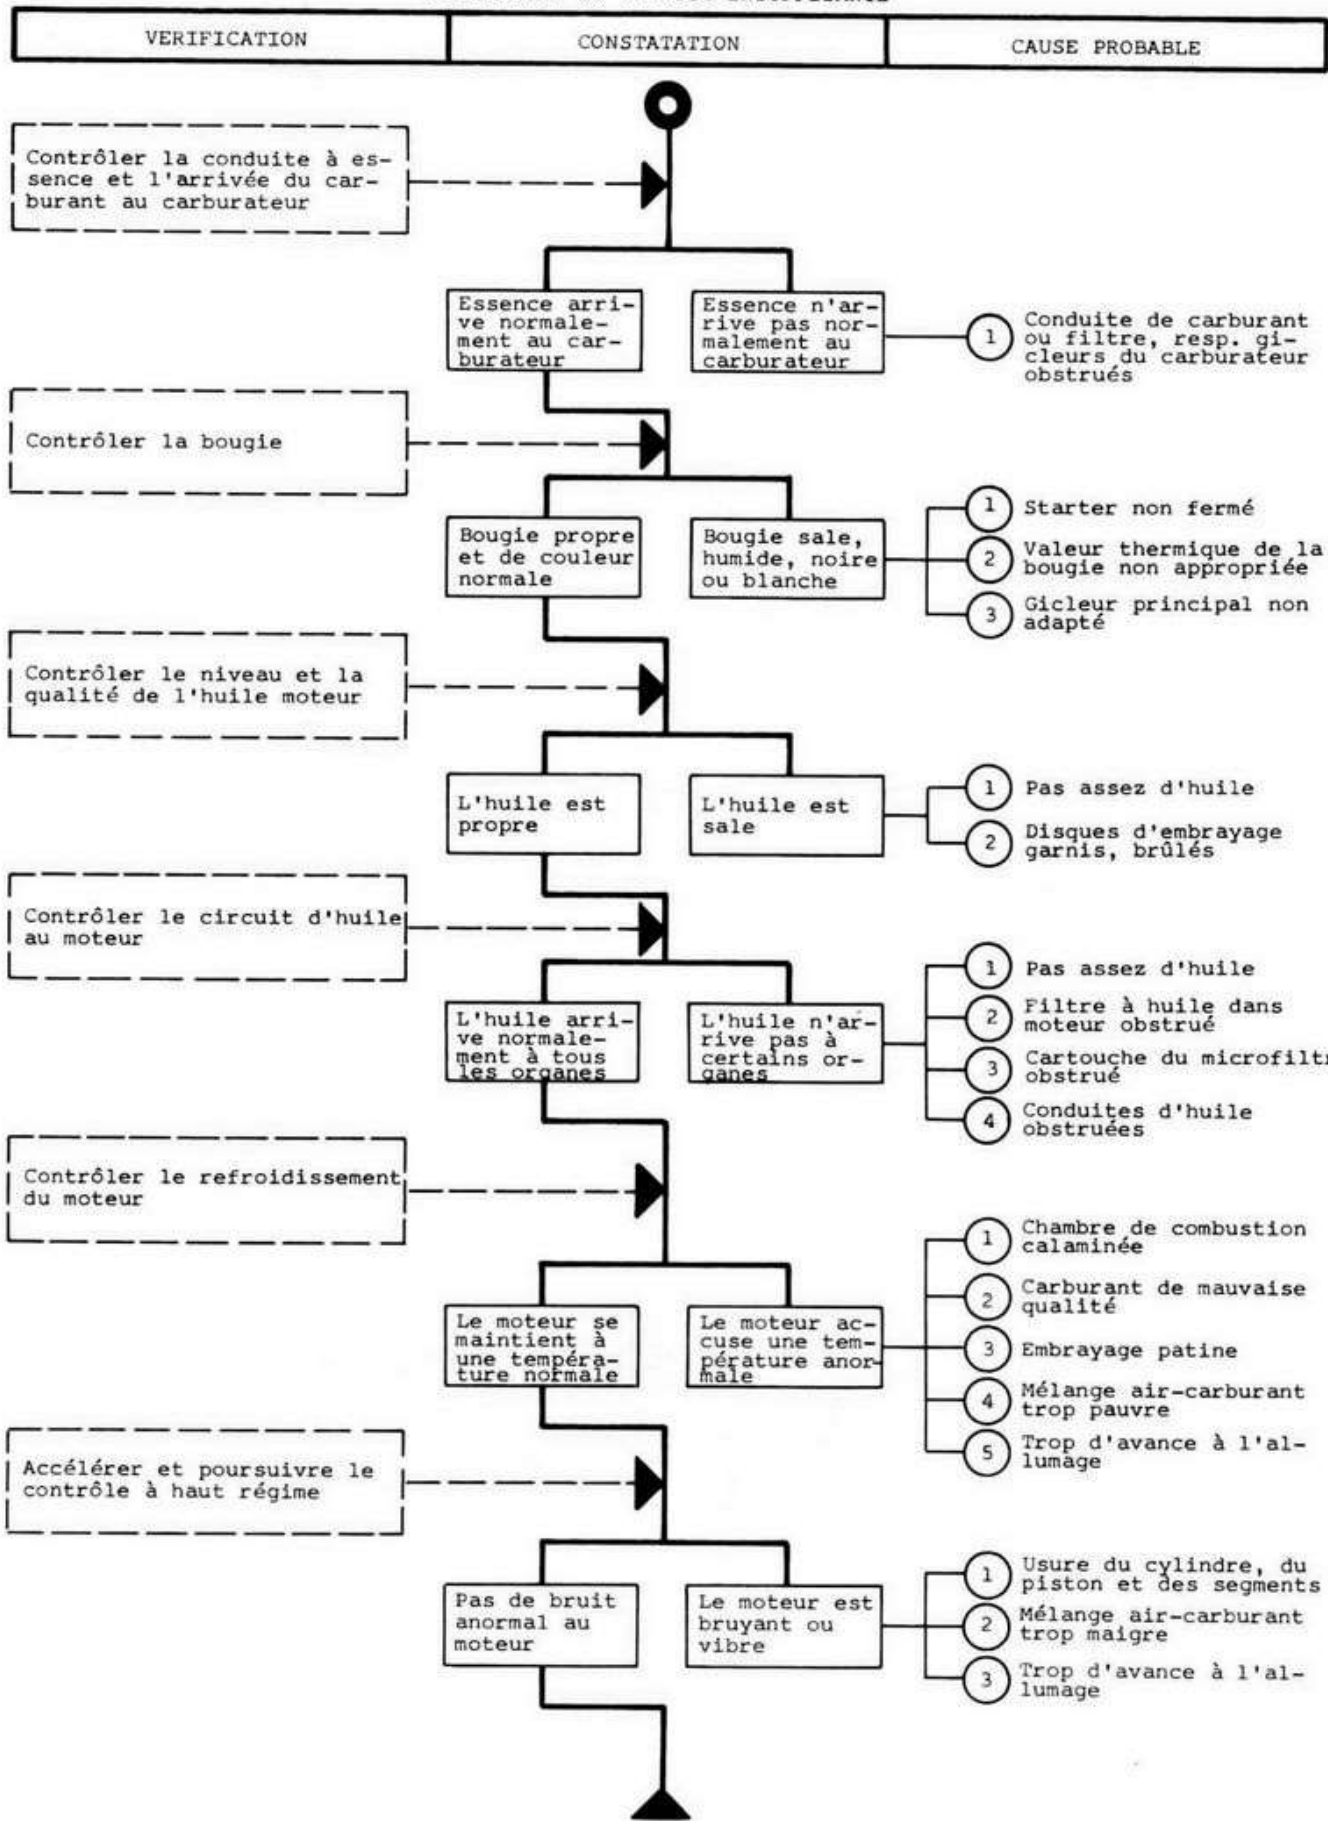 VERIFICATION
CONSTATATION
CAUSE PROBABLE
Contrôler la conduite à es-
sence et l'arrivée du car-
burant au carburateur
Essence arri-
ve normale-
ment au car-
burateur
Essence n'ar-
rive pas nor-
malement au
carburateur
1
Conduite de carburant
ou filtre, resp. gi-
cleurs du carburateur
obstrués
Contrôler la bougie
Bougie propre
et de couleur
normale
Bougie sale,
humide, noire
ou blanche
1
Starter non fermé
2
Valeur thermique de la
bougie non appropriée
3
Gicleur principal non
adapté
Contrôler le niveau et la
qualité de l'huile moteur
L'huile est
propre
L'huile est
sale
1
Pas assez d'huile
2
Disques d'embrayage
garnis, brûlés
Contrôler le circuit d'huile
au moteur
L'huile arri-
ve normale-
ment à tous
les organes
L'huile n'ar-
rive pas à
certains or-
ganes
1
Pas assez d'huile
2
Filtre à huile dans
moteur obstrué
3
Cartouche du microfiltr
obstrué
4
Conduites d'huile
obstruées
Contrôler le refroidissement
du moteur
Le moteur se
maintient à
une tempéra-
ture normale
Le moteur ac-
cuse une tem-
pérature anor-
male
1
Chambre de combustion
calaminée
2
Carburant de mauvaise
qualité
3
Embrayage patine
4
Mélange air-carburant
trop pauvre
5
Trop d'avance à l'al-
lumage
Accélérer et poursuivre le
contrôle à haut régime
Pas de bruit
anormal au
moteur
Le moteur est
bruyant ou
vibre
1
Usure du cylindre, du
piston et des segments
2
Mélange air-carburant
trop maigre
3
Trop d'avance à l'al-
lumage